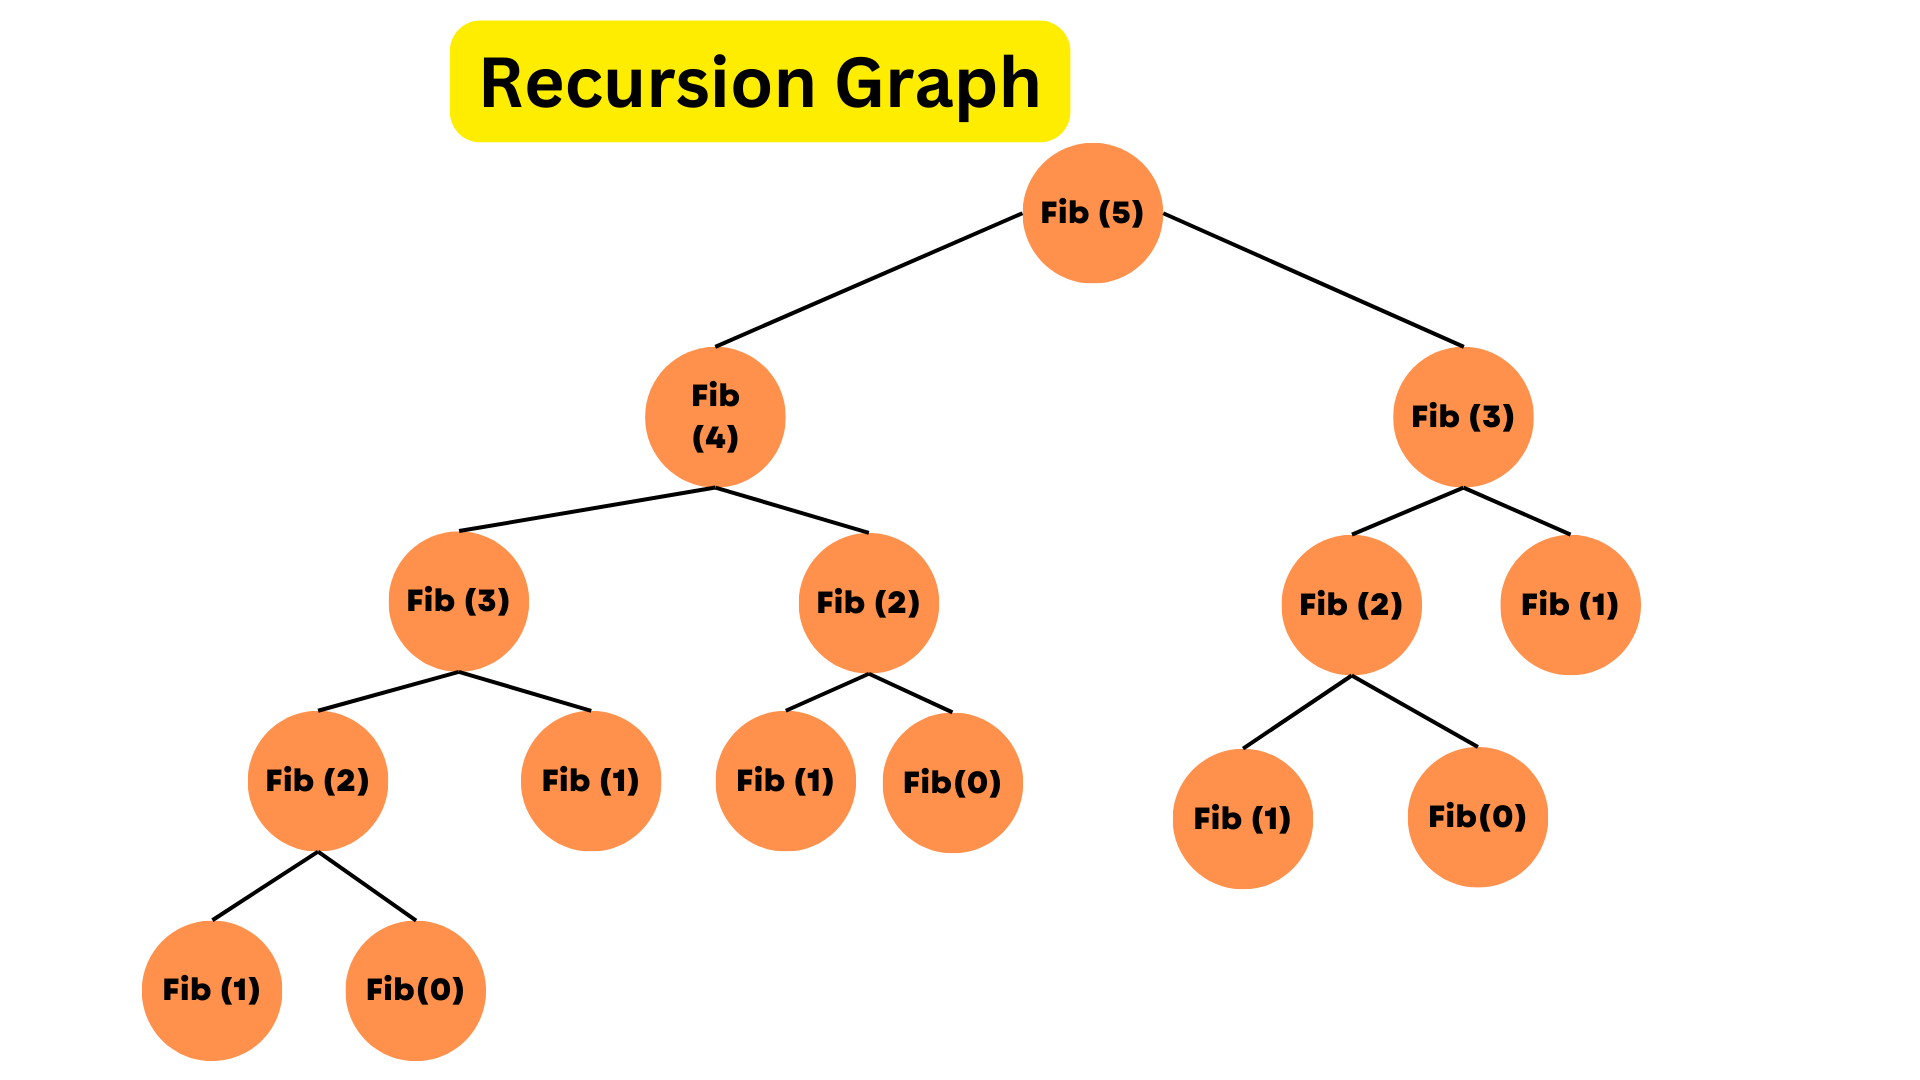 Recursion Graph
Fib (5)
Fib
(4)
Fib (3)
Fib (3)
Fib (2)
Fib (2)
Fib (1)
Fib (2)
Fib (1)
Fib (1)
Fib(0)
Fib (1)
Fib(0)
Fib (1)
Fib(0)